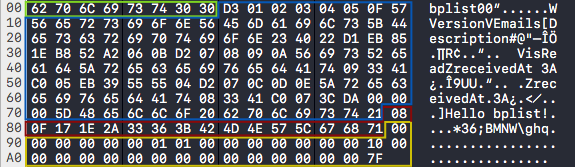 00 62 70 6C 69 73 74 30 30 D3 01 02 03 04 05 0F 57 bplist00”......W
10 56 65 72 73 69 6F 6E 56 45 6D 61 69 6C 73 5B 44 VersionVEmails[D
20 65 73 63 72 69 70 74 69 6F 6E 23 40 22 D1 EB 85 escription#@"—ÎÖ
30 1E B8 52 A2 06 0B D2 07 08 09 0A 56 69 73 52 65 .∏R¢..“....VisRe
40 61 64 5A 72 65 63 65 69 76 65 64 41 74 09 33 41 adZreceivedAt.3A
50 C0 05 EB 39 55 55 04 D2 07 0C 0D 0E 5A 72 65 63 ¿.Î9UU.“....Zrec
60 65 69 76 65 64 41 74 08 33 41 C0 07 3C DA 00 00 eivedAt.3A¿.<⁄..
70 00 5D 48 65 6C 6C 6F 20 62 70 6C 69 73 74 21 08 .]Hello bplist!.
80 0F 17 1E 2A 33 36 3B 42 4D 4E 57 5C 67 68 71 00 ...*36;BMNW\ghq.
90 00 00 00 00 00 01 01 00 00 00 00 00 00 00 10 00 ................
A0 00 00 00 00 00 00 00 00 00 00 00 00 00 7F ..............